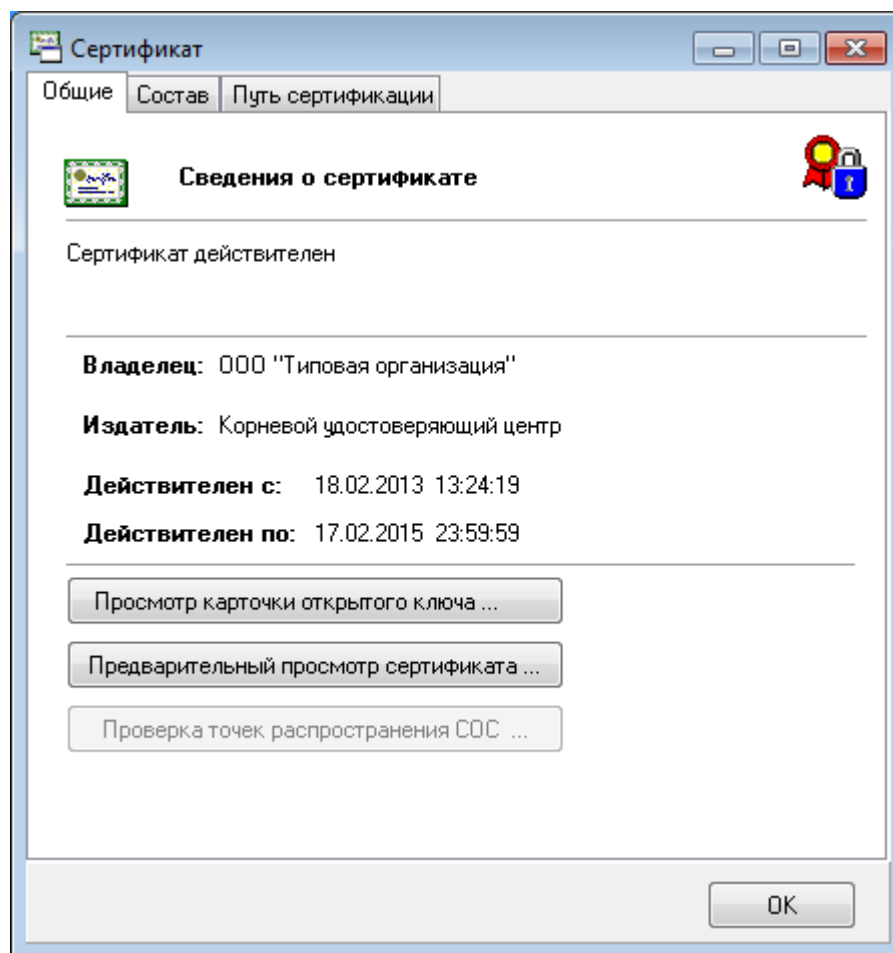 Сертификат
Общие Состав Путь сертификации
Сведения о сертификате
Сертификат действителен
Владелец: ООО "Типовая организация"
Издатель: Корневой удостоверяющий центр
Действителен с: 18.02.2013 13:24:19
Действителен по: 17.02.2015 23:59:59
Просмотр карточки открытого ключа ...
Предварительный просмотр сертификата ...
Проверка точек распространения СОС ...
ОК